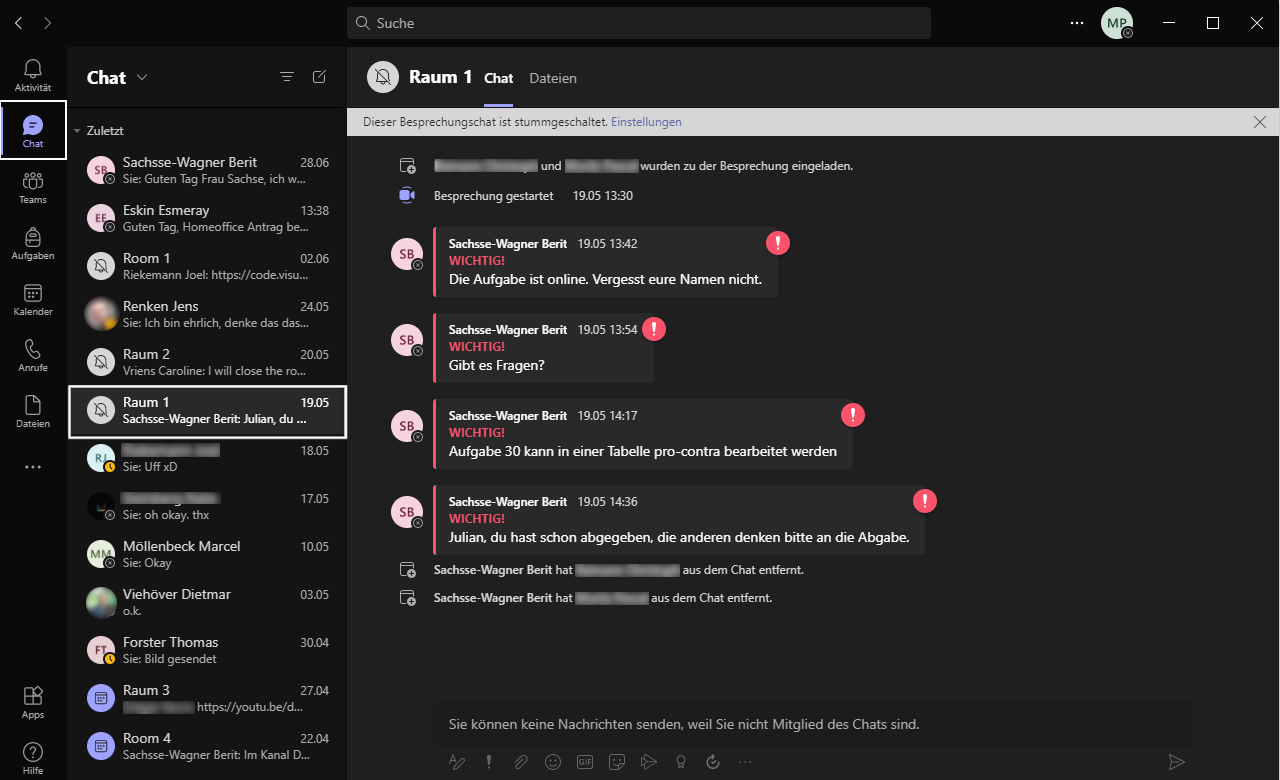 Suche
MP
Aktivität
Chat
Teams
Aufgaben
Kalender
Anrufe
Dateien
Apps
Hilfe
Chat
Zuletzt
SB
Sachsse-Wagner Berit 28.06
Sie: Guten Tag Frau Sachse, ich w...
EE
Eskin Esmeray 13:38
Guten Tag, Homeoffice Antrag be...
Room 1 02.06
Riekemann Joel: https://code.visu...
Renken Jens 24.05
Sie: Ich bin ehrlich, denke das das...
Raum 2 20.05
Vriens Caroline: I will close the ro...
Raum 1 19.05
Sachsse-Wagner Berit: Julian, du ...
RJ
18.05
Sie: Uff xD
17.05
Sie: oh okay. thx
MM
Möllenbeck Marcel 10.05
Sie: Okay
Viehöver Dietmar 03.05
o.k.
FT
Forster Thomas 30.04
Sie: Bild gesendet
Raum 3 27.04
https://youtu.be/d...
Room 4 22.04
Sachsse-Wagner Berit: Im Kanal D...
Raum 1 Chat Dateien
Dieser Besprechungschat ist stummgeschaltet. Einstellungen
und wurden zu der Besprechung eingeladen.
Besprechung gestartet 19.05 13:30
SB
Sachsse-Wagner Berit 19.05 13:42
WICHTIG!
Die Aufgabe ist online. Vergesst eure Namen nicht.
SB
Sachsse-Wagner Berit 19.05 13:54
WICHTIG!
Gibt es Fragen?
SB
Sachsse-Wagner Berit 19.05 14:17
WICHTIG!
Aufgabe 30 kann in einer Tabelle pro-contra bearbeitet werden
SB
Sachsse-Wagner Berit 19.05 14:36
WICHTIG!
Julian, du hast schon abgegeben, die anderen denken bitte an die Abgabe.
Sachsse-Wagner Berit hat aus dem Chat entfernt.
Sachsse-Wagner Berit hat aus dem Chat entfernt.
Sie können keine Nachrichten senden, weil Sie nicht Mitglied des Chats sind.
GIF